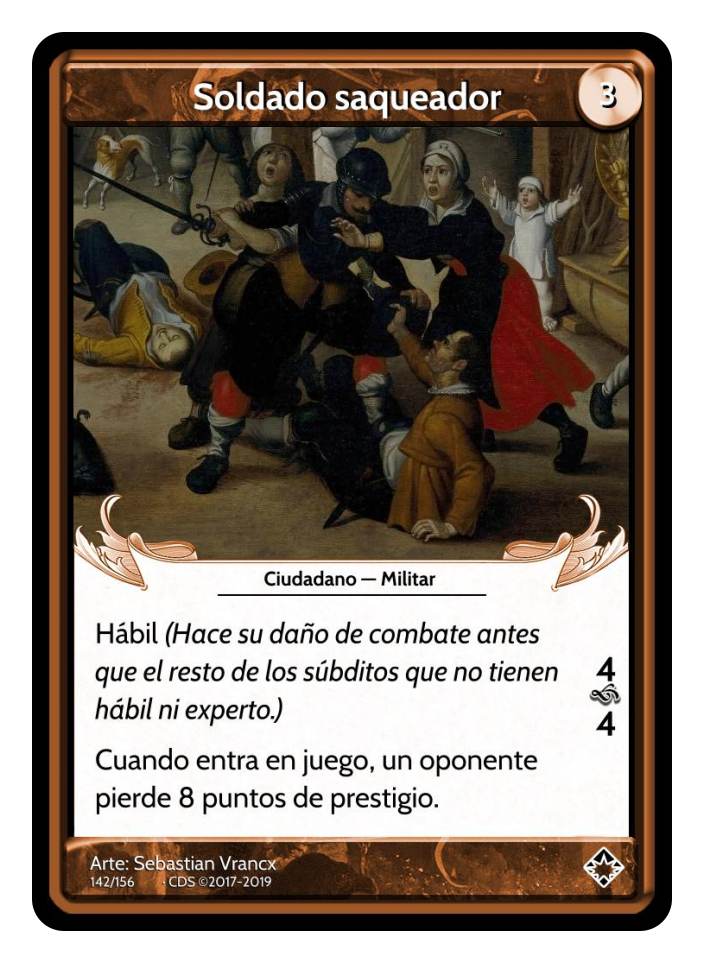 Soldado saqueador
3
Ciudadano — Militar
Hábil (Hace su daño de combate antes
que el resto de los súbditos que no tienen
hábil ni experto.)
4
4
Cuando entra en juego, un oponente
pierde 8 puntos de prestigio.
Arte: Sebastian Vrancx
142/156 · CDS ©2017-2019